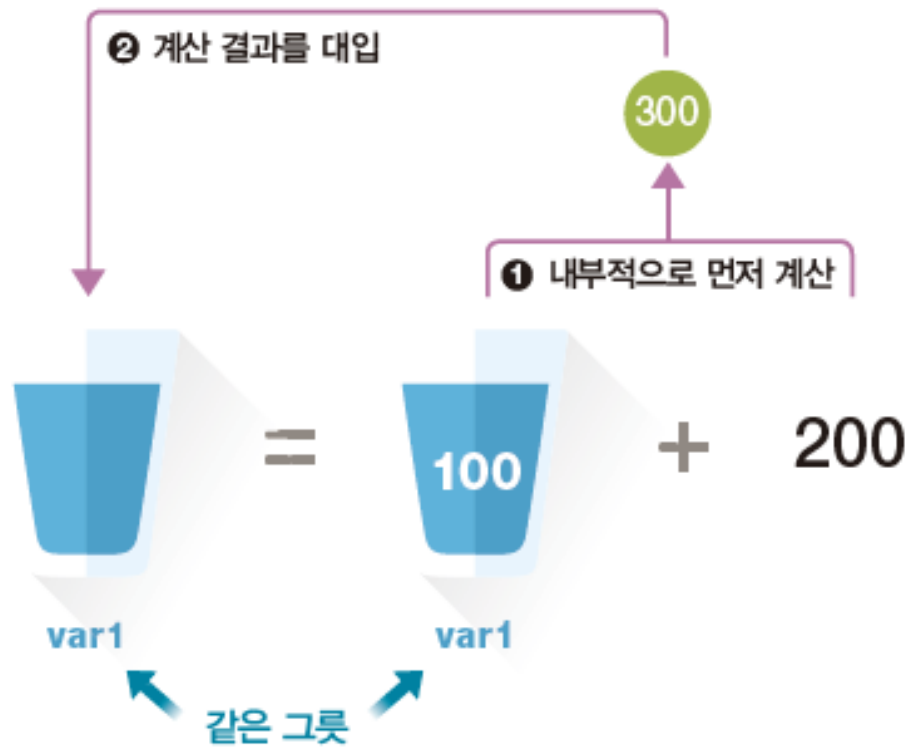 ❷ 계산 결과를 대입
300
❶ 내부적으로 먼저 계산
= 100 + 200
var1 var1
같은 그릇